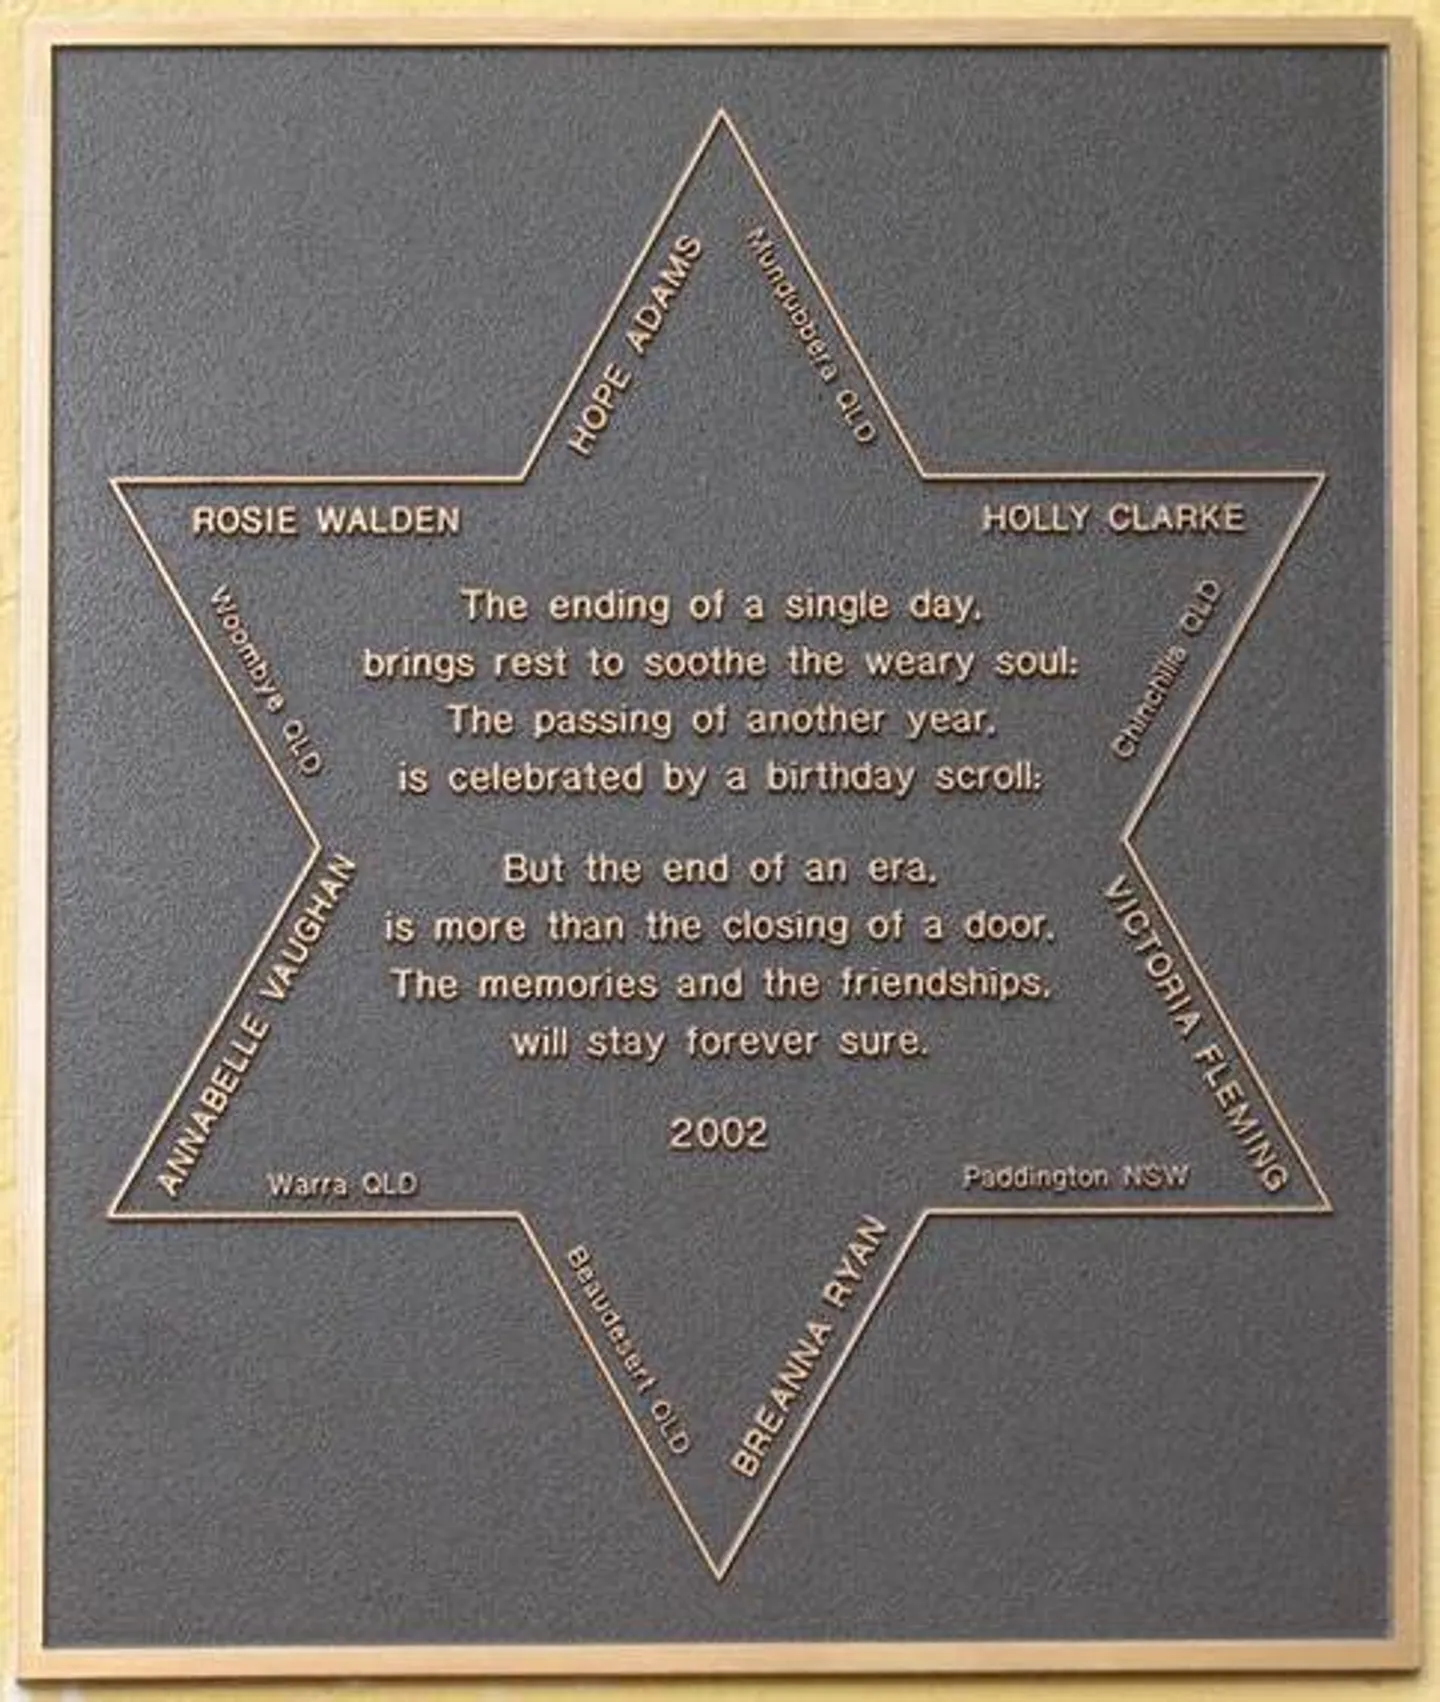 HOPE ADAMS
Mundubbera QLD
ROSIE WALDEN
Woombye QLD
HOLLY CLARKE
Chinchilla QLD
The ending of a single day,
brings rest to soothe the weary soul;
The passing of another year,
is celebrated by a birthday scroll;
But the end of an era,
is more than the closing of a door.
The memories and the friendships,
will stay forever sure.
2002
ANNABELLE VAUGHAN
Warra QLD
VICTORIA FLEMING
Paddington NSW
Beaudesert QLD
BREANNA RYAN